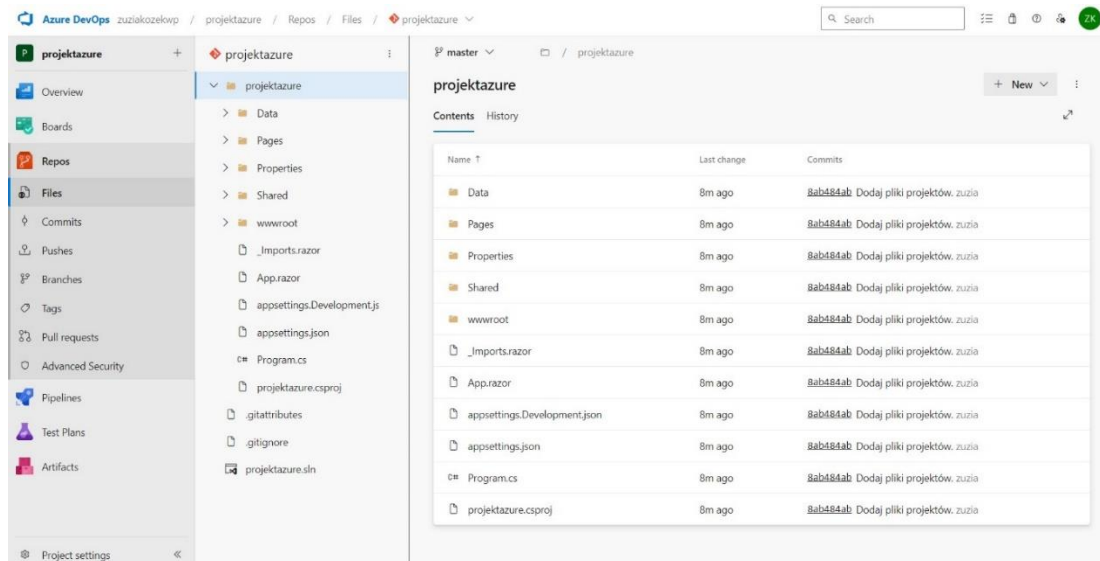 Azure DevOps zuziakozekwp / projektazure / Repos / Files / projektazure
Search
ZK
P projektazure +
Overview
Boards
Repos
Files
Commits
Pushes
Branches
Tags
Pull requests
Advanced Security
Pipelines
Test Plans
Artifacts
Project settings
projektazure
projektazure
Data
Pages
Properties
Shared
wwwroot
_Imports.razor
App.razor
appsettings.Development.js
appsettings.json
C# Program.cs
projektazure.csproj
.gitattributes
.gitignore
projektazure.sln
master / projektazure
projektazure
+ New
Contents History
Name ↑ Last change Commits
Data 8m ago 8ab484ab Dodaj pliki projektów. zuzia
Pages 8m ago 8ab484ab Dodaj pliki projektów. zuzia
Properties 8m ago 8ab484ab Dodaj pliki projektów. zuzia
Shared 8m ago 8ab484ab Dodaj pliki projektów. zuzia
wwwroot 8m ago 8ab484ab Dodaj pliki projektów. zuzia
_Imports.razor 8m ago 8ab484ab Dodaj pliki projektów. zuzia
App.razor 8m ago 8ab484ab Dodaj pliki projektów. zuzia
appsettings.Development.json 8m ago 8ab484ab Dodaj pliki projektów. zuzia
appsettings.json 8m ago 8ab484ab Dodaj pliki projektów. zuzia
C# Program.cs 8m ago 8ab484ab Dodaj pliki projektów. zuzia
projektazure.csproj 8m ago 8ab484ab Dodaj pliki projektów. zuzia